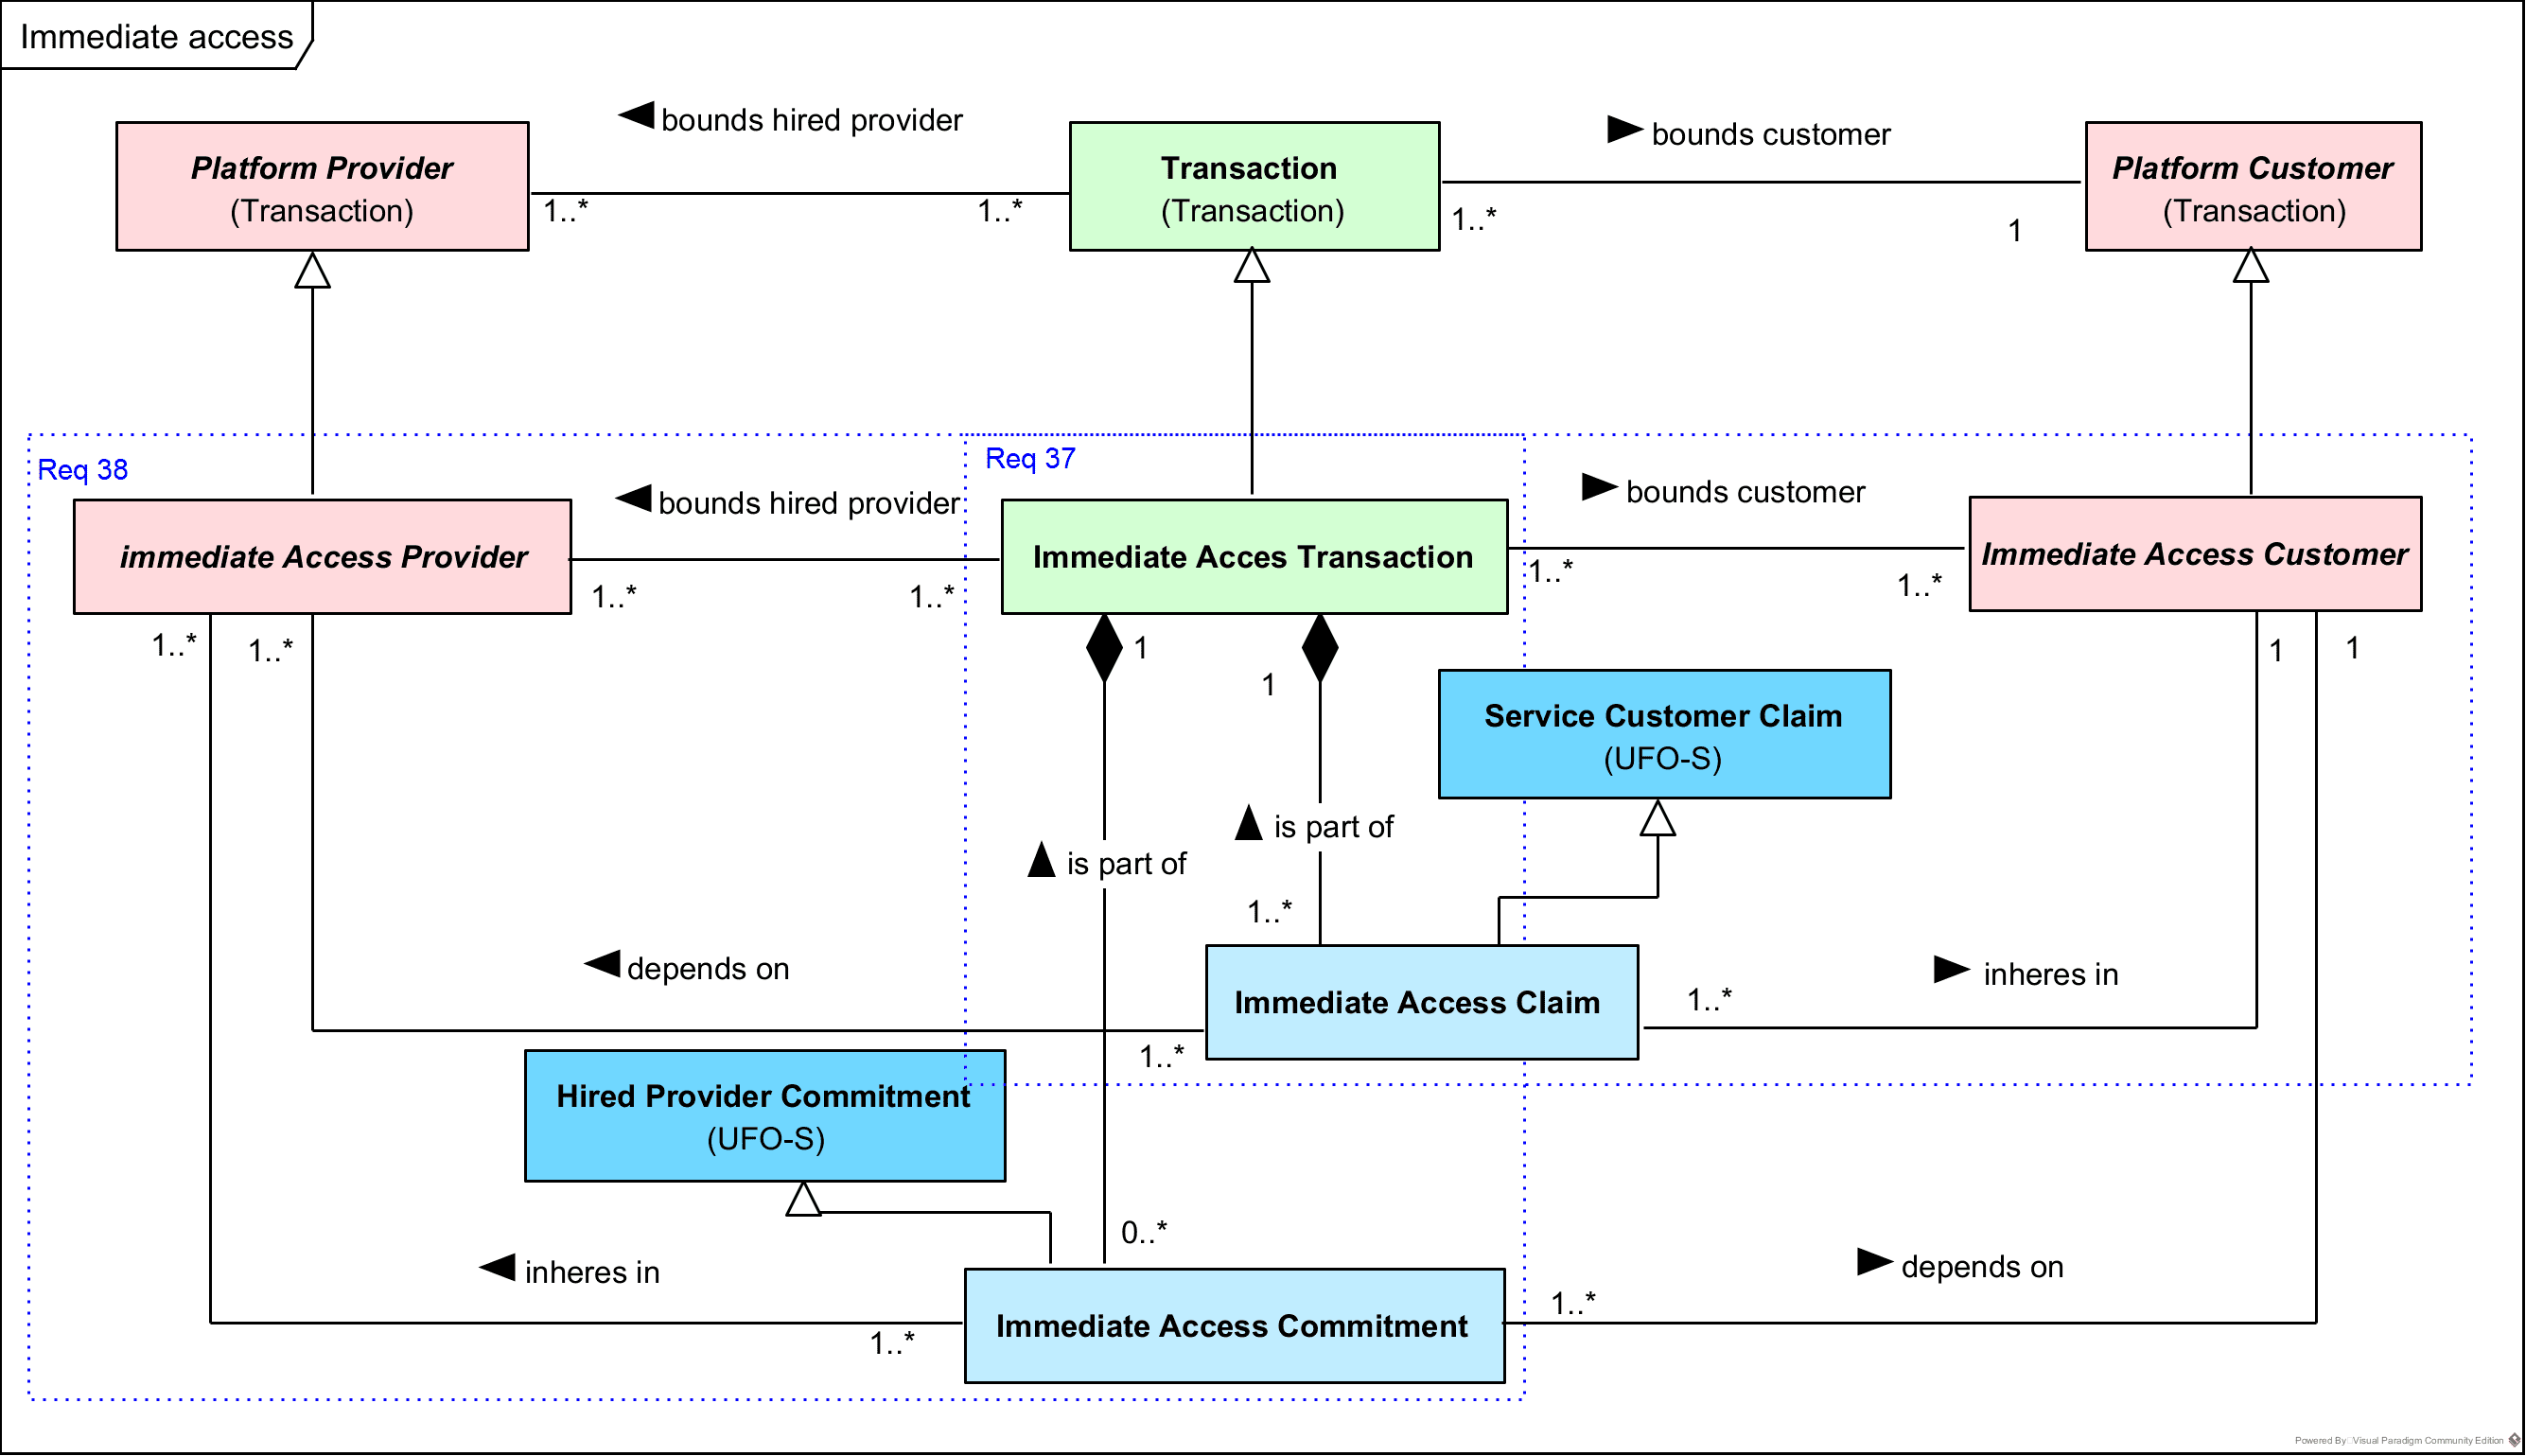 Immediate access
bounds hired provider
bounds customer
Platform Provider
(Transaction)
Transaction
(Transaction)
Platform Customer
(Transaction)
1..*
1..*
1..*
1
Req 38
Req 37
bounds hired provider
bounds customer
immediate Access Provider
Immediate Acces Transaction
Immediate Access Customer
1..*
1..*
1..*
1..*
1..*
1..*
1
1
1
1
Service Customer Claim
(UFO-S)
is part of
is part of
1..*
depends on
inheres in
Immediate Access Claim
1..*
1..*
Hired Provider Commitment
(UFO-S)
0..*
inheres in
depends on
1..*
1..*
Immediate Access Commitment
Powered By Visual Paradigm Community Edition